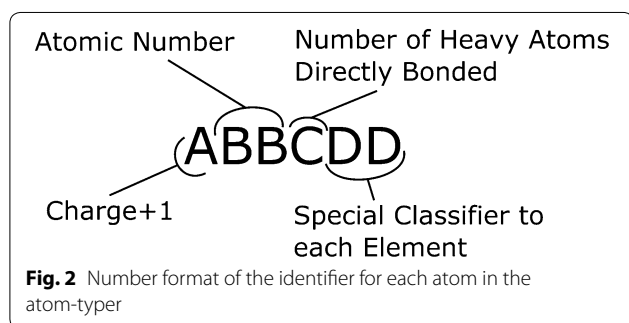 Atomic Number
Number of Heavy Atoms
Directly Bonded
ABBCDD
Charge+1
Special Classifier to
each Element
Fig. 2 Number format of the identifier for each atom in the
atom-typer